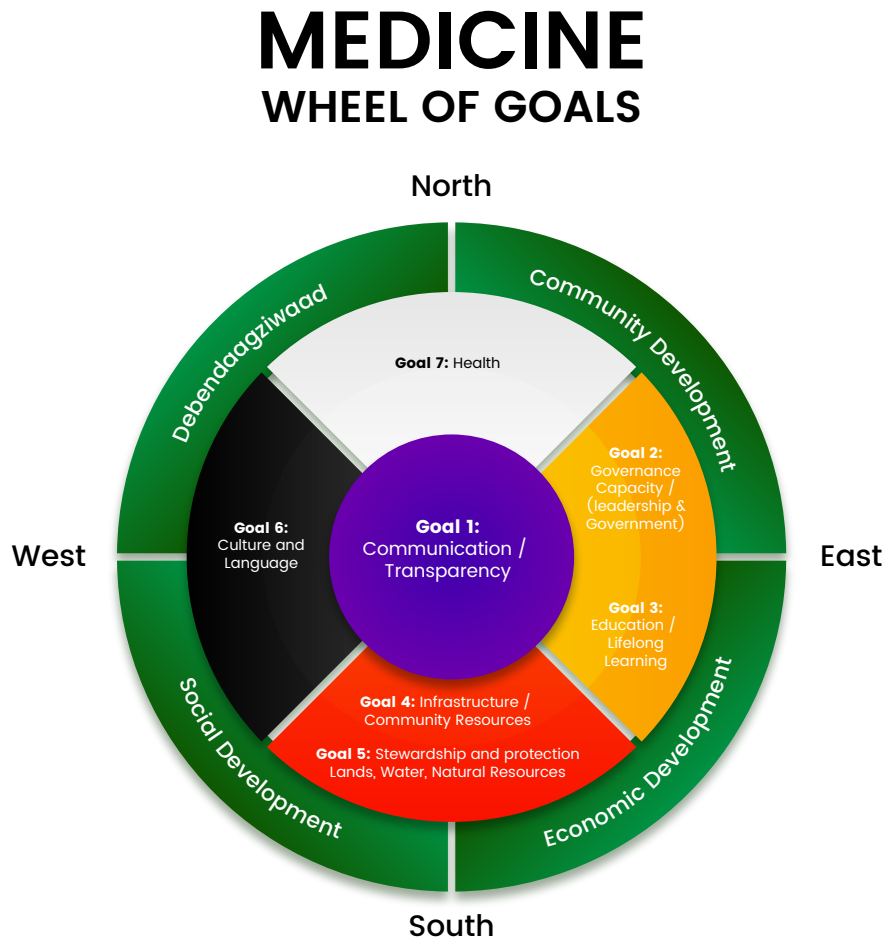 MEDICINE
WHEEL OF GOALS
North
Debendaagziwaad
Community Development
Goal 7: Health
Goal 2:
Governance
Capacity /
(leadership &
Government)
Goal 6:
Culture and
Language
Goal 1:
Communication /
Transparency
West
East
Goal 3:
Education /
Lifelong
Learning
Goal 4: Infrastructure /
Community Resources
Goal 5: Stewardship and protection
Lands, Water, Natural Resources
Social Development
Economic Development
South